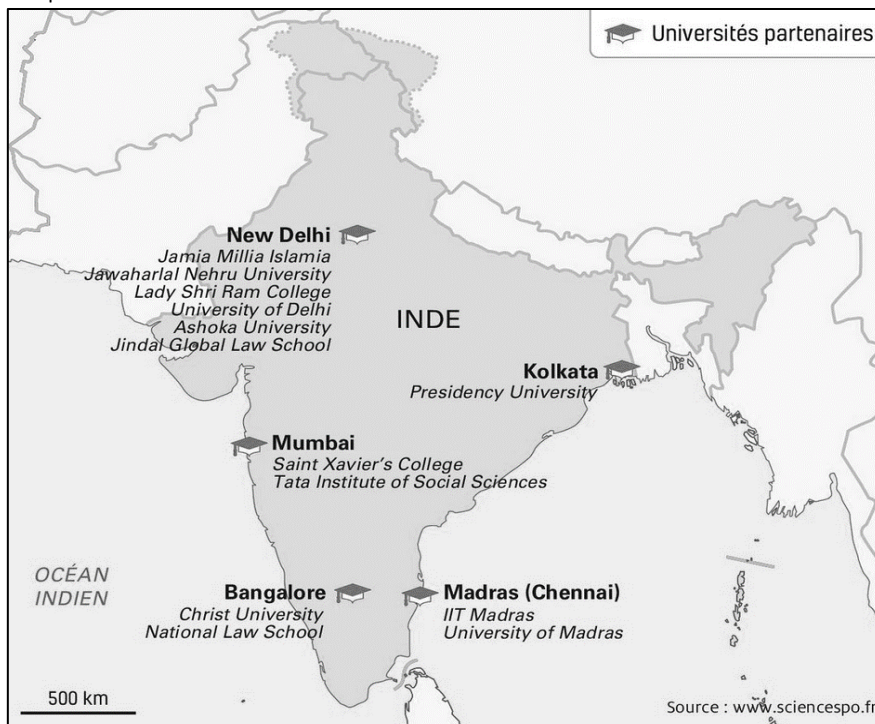 Universités partenaires
New Delhi
Jamia Millia Islamia
Jawaharlal Nehru University
Lady Shri Ram College
University of Delhi
Ashoka University
Jindal Global Law School
INDE
Kolkata
Presidency University
Mumbai
Saint Xavier's College
Tata Institute of Social Sciences
OCÉAN
INDIEN
Bangalore
Christ University
National Law School
Madras (Chennai)
IIT Madras
University of Madras
500 km
Source : www.sciencespo.fr